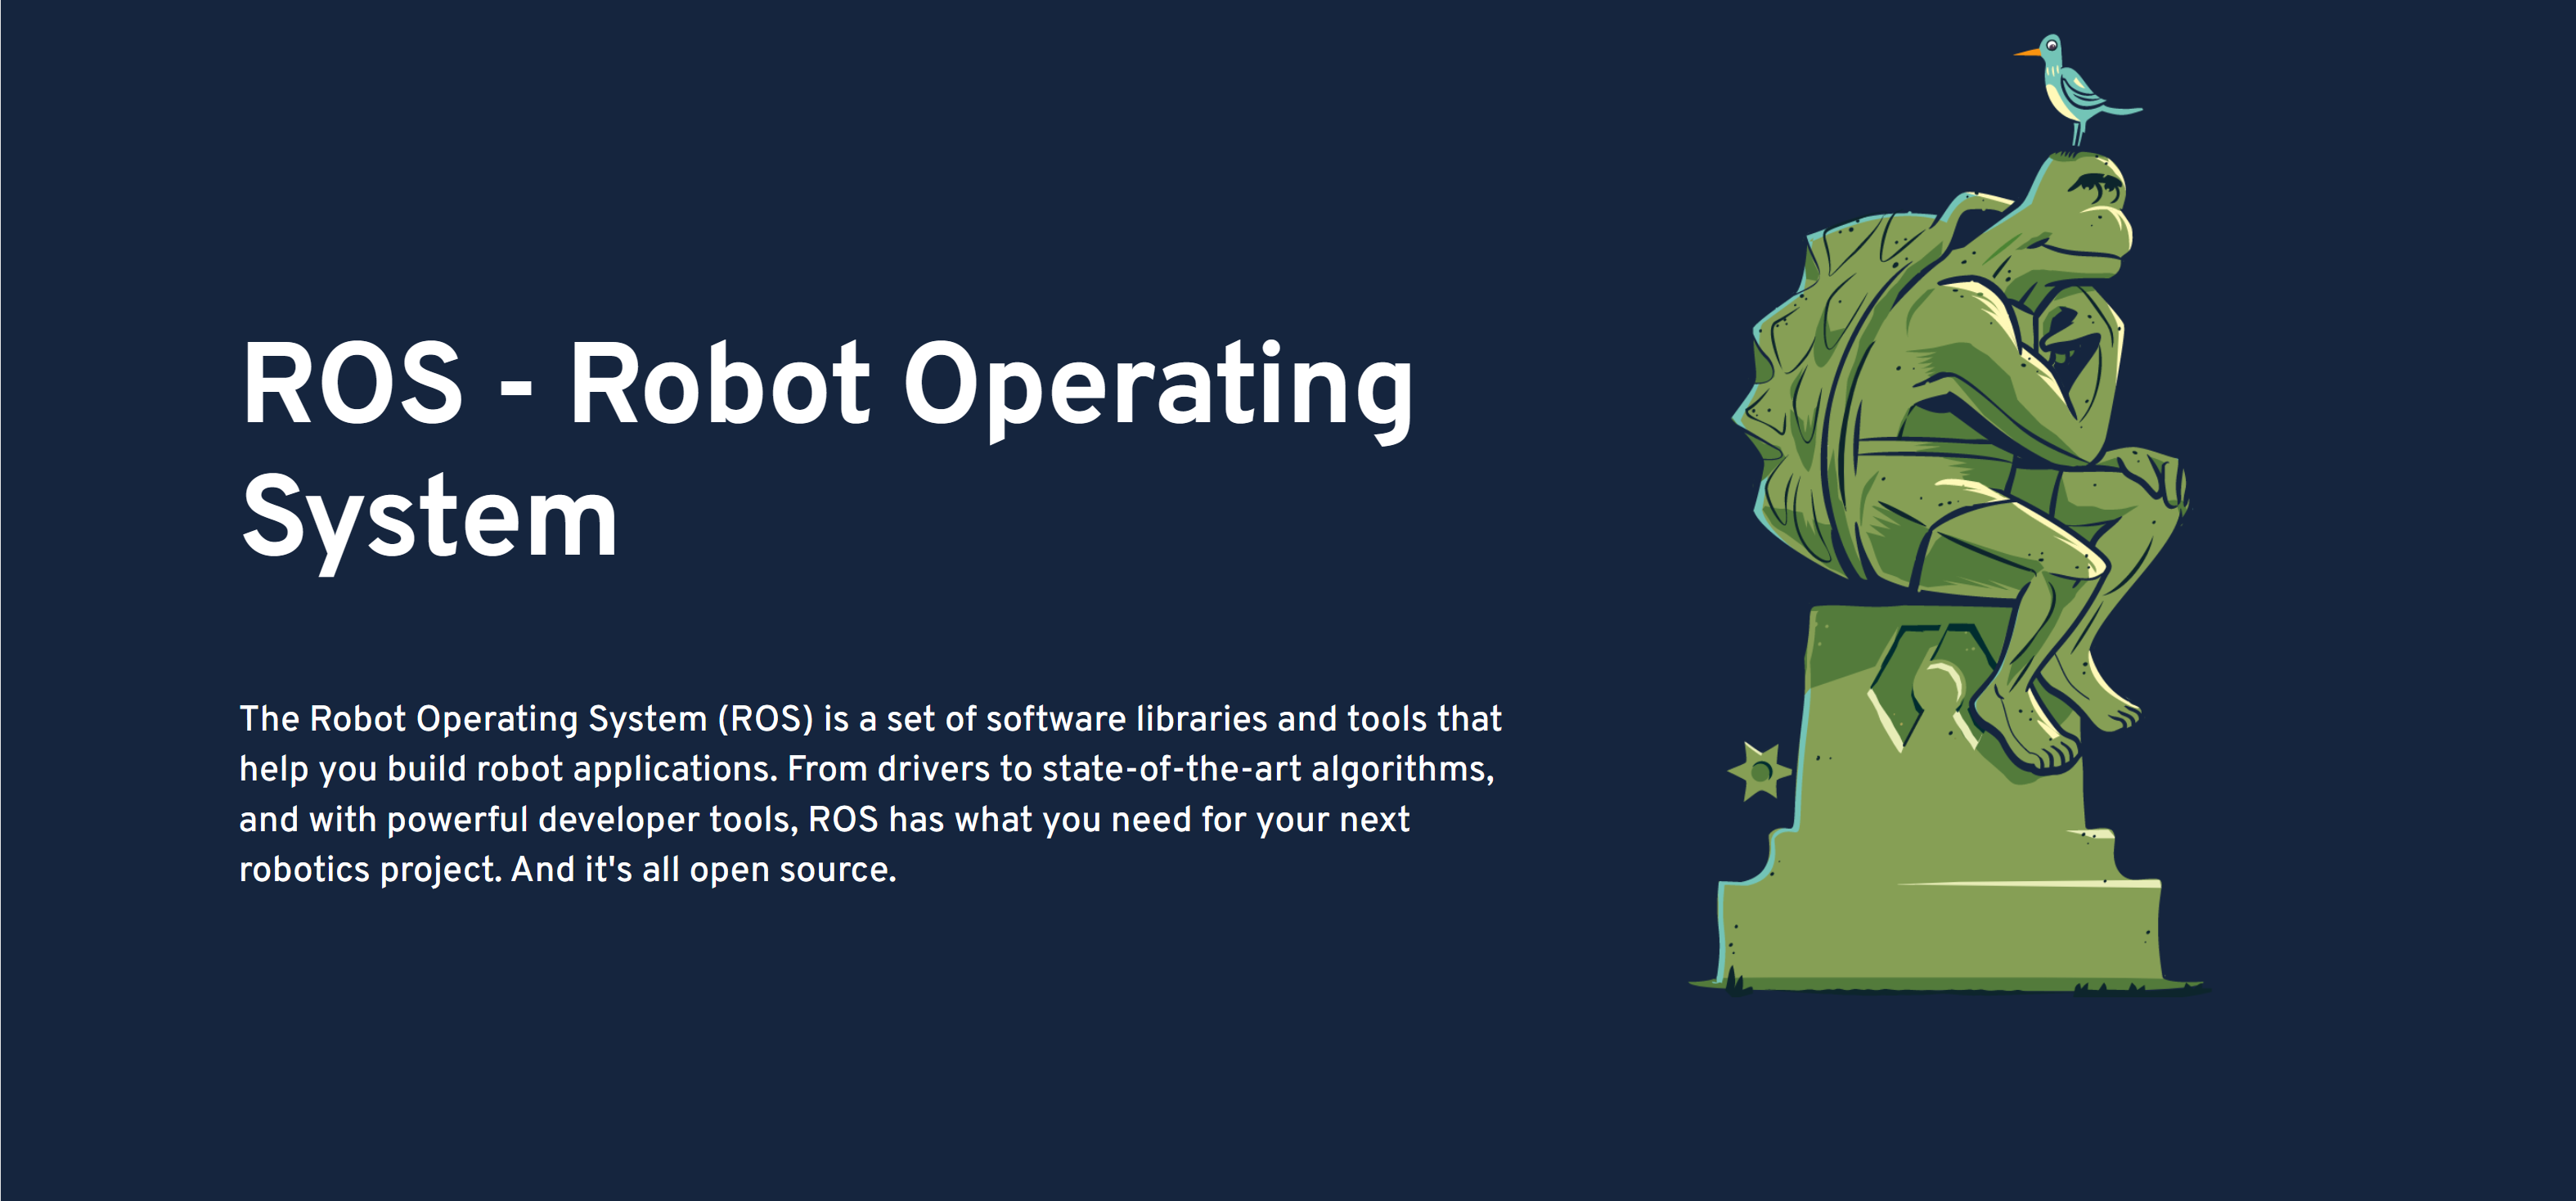 ROS - Robot Operating
System
The Robot Operating System (ROS) is a set of software libraries and tools that
help you build robot applications. From drivers to state-of-the-art algorithms,
and with powerful developer tools, ROS has what you need for your next
robotics project. And it's all open source.